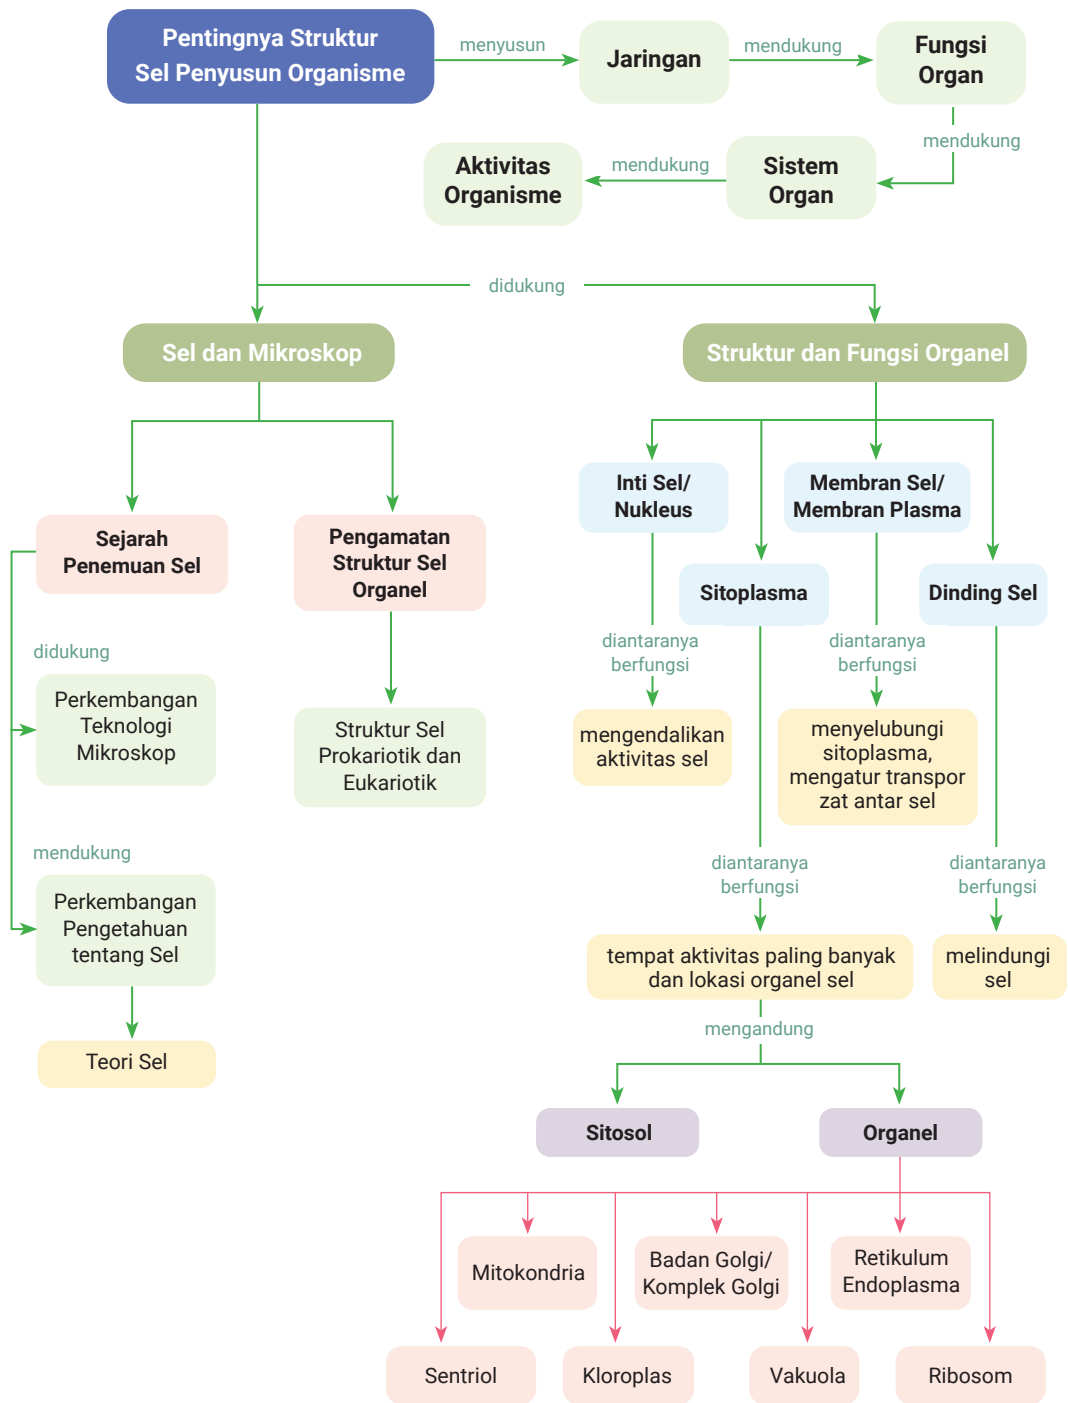 Pentingnya Struktur
Sel Penyusun Organisme
menyusun
Jaringan
mendukung
Fungsi
Organ
mendukung
Sistem
Organ
mendukung
Aktivitas
Organisme
didukung
Sel dan Mikroskop
Struktur dan Fungsi Organel
Sejarah
Penemuan Sel
Pengamatan
Struktur Sel
Organel
didukung
Perkembangan
Teknologi
Mikroskop
Struktur Sel
Prokariotik dan
Eukariotik
mendukung
Perkembangan
Pengetahuan
tentang Sel
Teori Sel
Inti Sel/
Nukleus
Membran Sel/
Membran Plasma
Sitoplasma
Dinding Sel
diantaranya
berfungsi
diantaranya
berfungsi
mengendalikan
aktivitas sel
menyelubungi
sitoplasma,
mengatur transpor
zat antar sel
diantaranya
berfungsi
diantaranya
berfungsi
tempat aktivitas paling banyak
dan lokasi organel sel
melindungi
sel
mengandung
Sitosol
Organel
Mitokondria
Badan Golgi/
Komplek Golgi
Retikulum
Endoplasma
Sentriol
Kloroplas
Vakuola
Ribosom